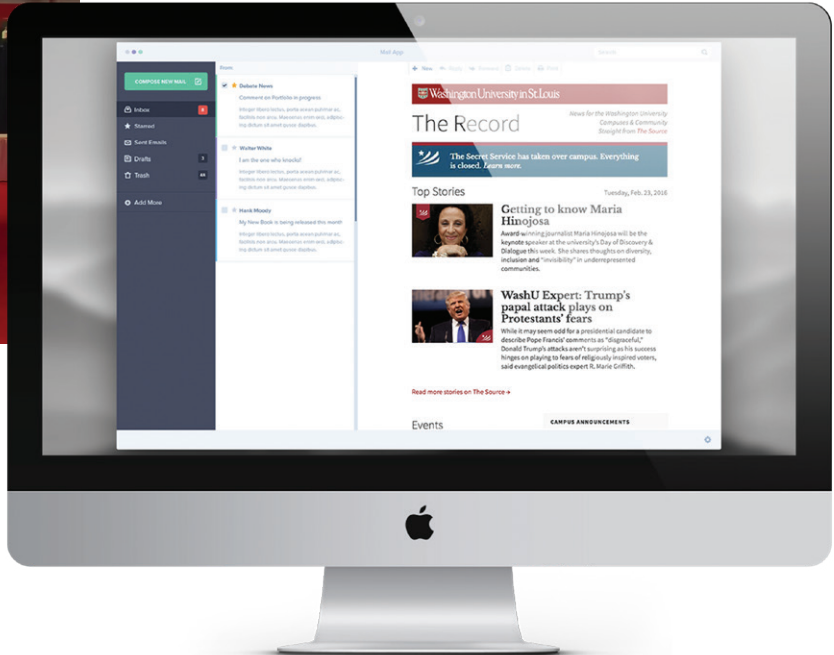 Mail App
Search
COMPOSE NEW MAIL
Inbox
Starred
Sent Emails
Drafts
Trash
Add More
From
Debate News
Comment on Portfolio in progress
Walter White
I am the one who knocks!
Hank Moody
My New Book is being released this month
New
Washington University in St. Louis
The Record
News for the Washington University
Campuses & Community
Straight from The Source
The Secret Service has taken over campus. Everything
is closed. Learn more.
Top Stories
Tuesday, Feb. 23, 2016
Getting to know Maria
Hinojosa
Award-winning journalist Maria Hinojosa will be the
keynote speaker at the university's Day of Discovery &
Dialogue this week. She shares thoughts on diversity,
inclusion and "invisibility" in underrepresented
communities.
WashU Expert: Trump's
papal attack plays on
Protestants' fears
While it may seem odd for a presidential candidate to
describe Pope Francis' comments as "disgraceful,"
Donald Trump's attacks aren't surprising as his success
hinges on playing to fears of religiously inspired voters,
said evangelical politics expert R. Marie Griffith.
Read more stories on The Source →
Events
CAMPUS ANNOUNCEMENTS